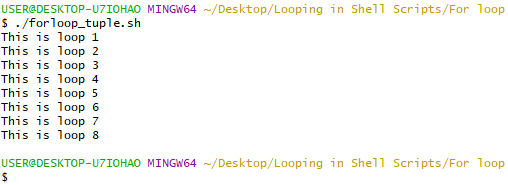 USER@DESKTOP-U7IOHAO MINGW64 ~/Desktop/Looping in Shell Scripts/For loop
$ ./forloop_tuple.sh
This is loop 1
This is loop 2
This is loop 3
This is loop 4
This is loop 5
This is loop 6
This is loop 7
This is loop 8
USER@DESKTOP-U7IOHAO MINGW64 ~/Desktop/Looping in Shell Scripts/For loop
$